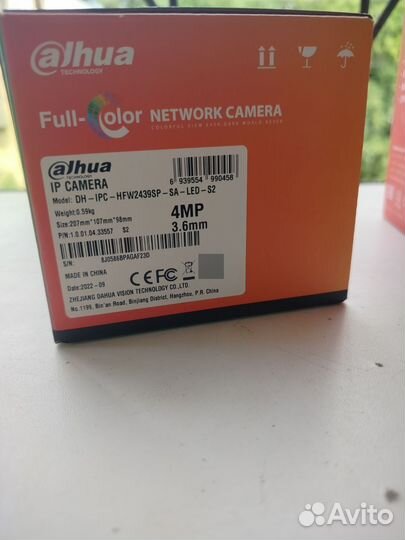 alhua
TECHNOLOGY
Full-Color NETWORK CAMERA
alhua
TECHNOLOGY
IP CAMERA
Model: DH-IPC-HFW2439SP-SA-LED-S2
Weight:0.59kg
Size:207mm*107mm*98mm
P/N:1.0.01.04.33557 S2
6 939554 990458
4MP
3.6mm
S/N: 8J0586BPAGAF23D
MADE IN CHINA
Date:2022-09
CE FC
ZHEJIANG DAHUA VISION TECHNOLOGY CO.,LTD.
No.1199, Bin'an Road, Binjiang District, Hangzhou, P.R. China
Avito